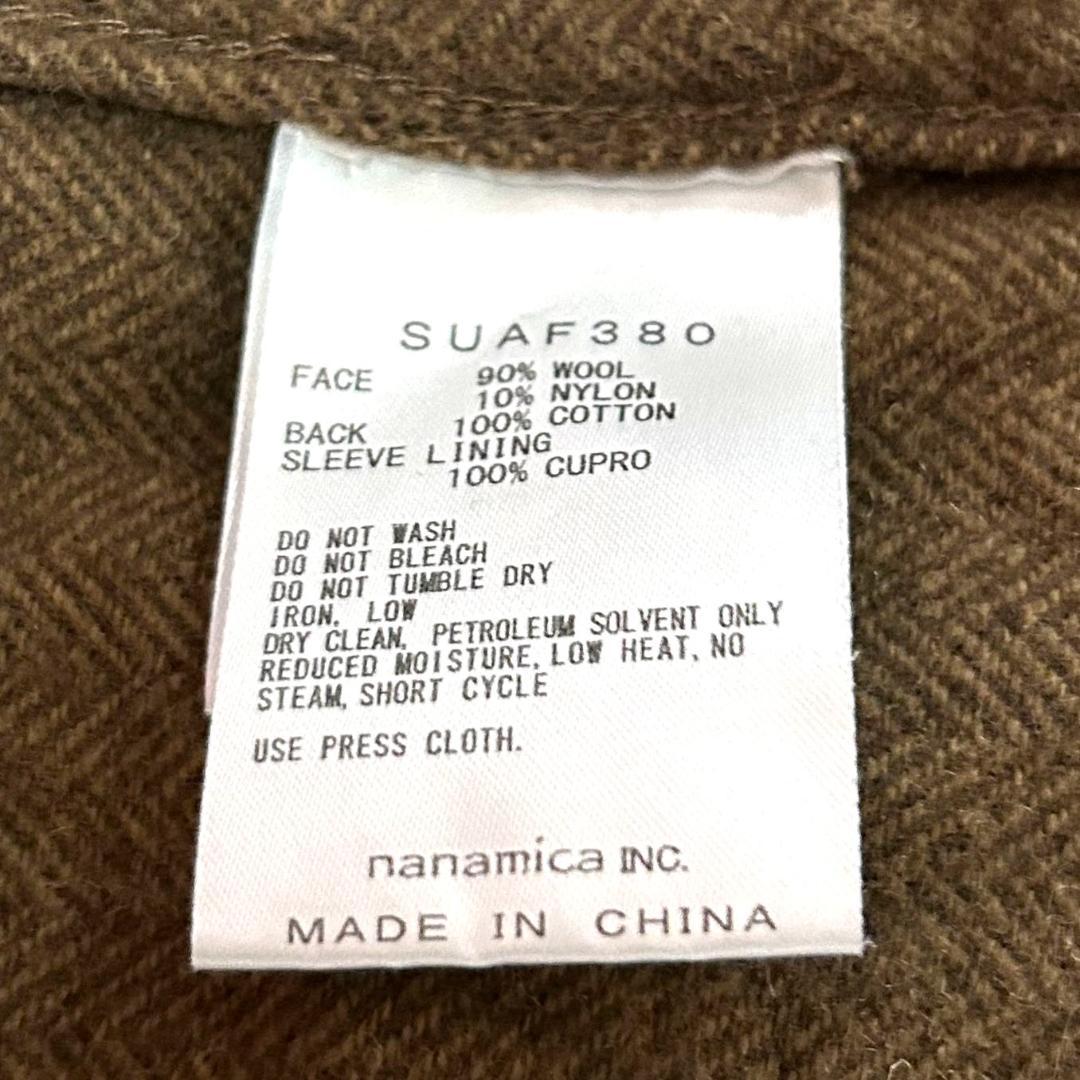 SUAF380
FACE 90% WOOL
10% NYLON
BACK 100% COTTON
SLEEVE LINING
100% CUPRO
DO NOT WASH
DO NOT BLEACH
DO NOT TUMBLE DRY
IRON, LOW
DRY CLEAN, PETROLEUM SOLVENT ONLY
REDUCED MOISTURE, LOW HEAT, NO
STEAM, SHORT CYCLE
USE PRESS CLOTH.
nanamica INC.
MADE IN CHINA